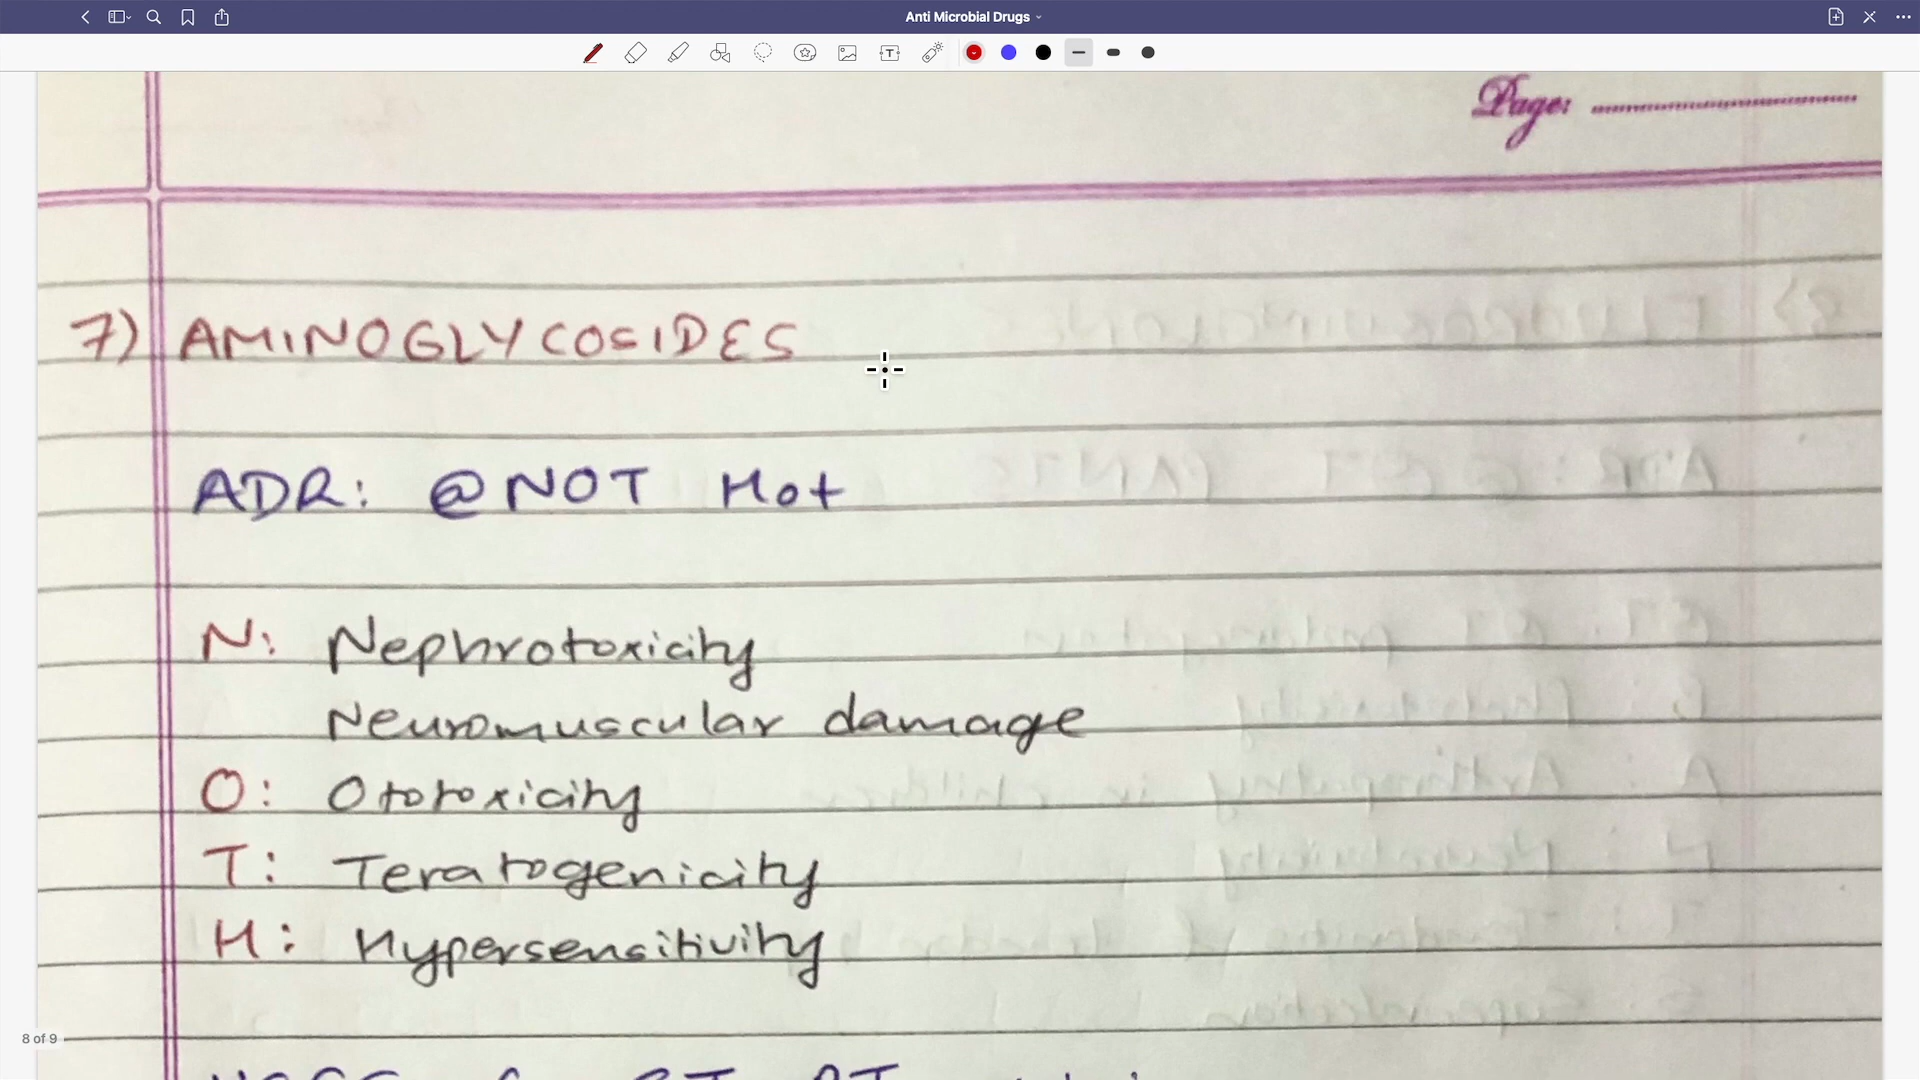 Anti Microbial Drugs
Page:
7) AMINOGLYCOSIDES
ADR: @ NOT Hot
N: Nephrotoxicity
Neuromuscular damage
O: Ototoxicity
T: Teratogenicity
H: Hypersensitivity
8 of 9